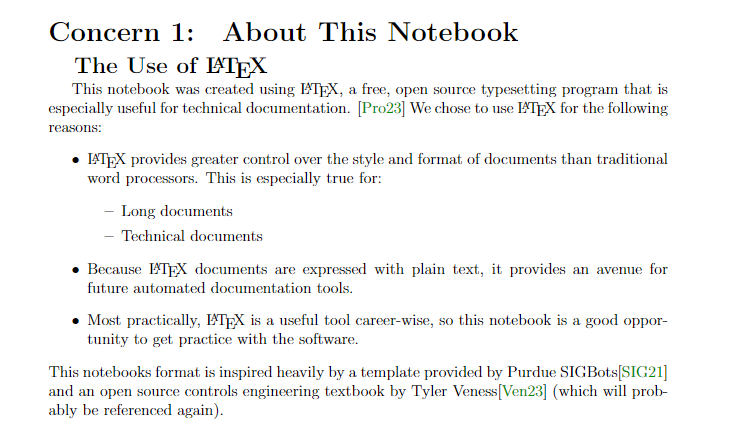 Concern 1: About This Notebook
The Use of LATEX
This notebook was created using LATEX, a free, open source typesetting program that is
especially useful for technical documentation. [Pro23] We chose to use LATEX for the following
reasons:
• LATEX provides greater control over the style and format of documents than traditional
word processors. This is especially true for:
– Long documents
– Technical documents
• Because LATEX documents are expressed with plain text, it provides an avenue for
future automated documentation tools.
• Most practically, LATEX is a useful tool career-wise, so this notebook is a good oppor-
tunity to get practice with the software.
This notebooks format is inspired heavily by a template provided by Purdue SIGBots[SIG21]
and an open source controls engineering textbook by Tyler Veness[Ven23] (which will prob-
ably be referenced again).